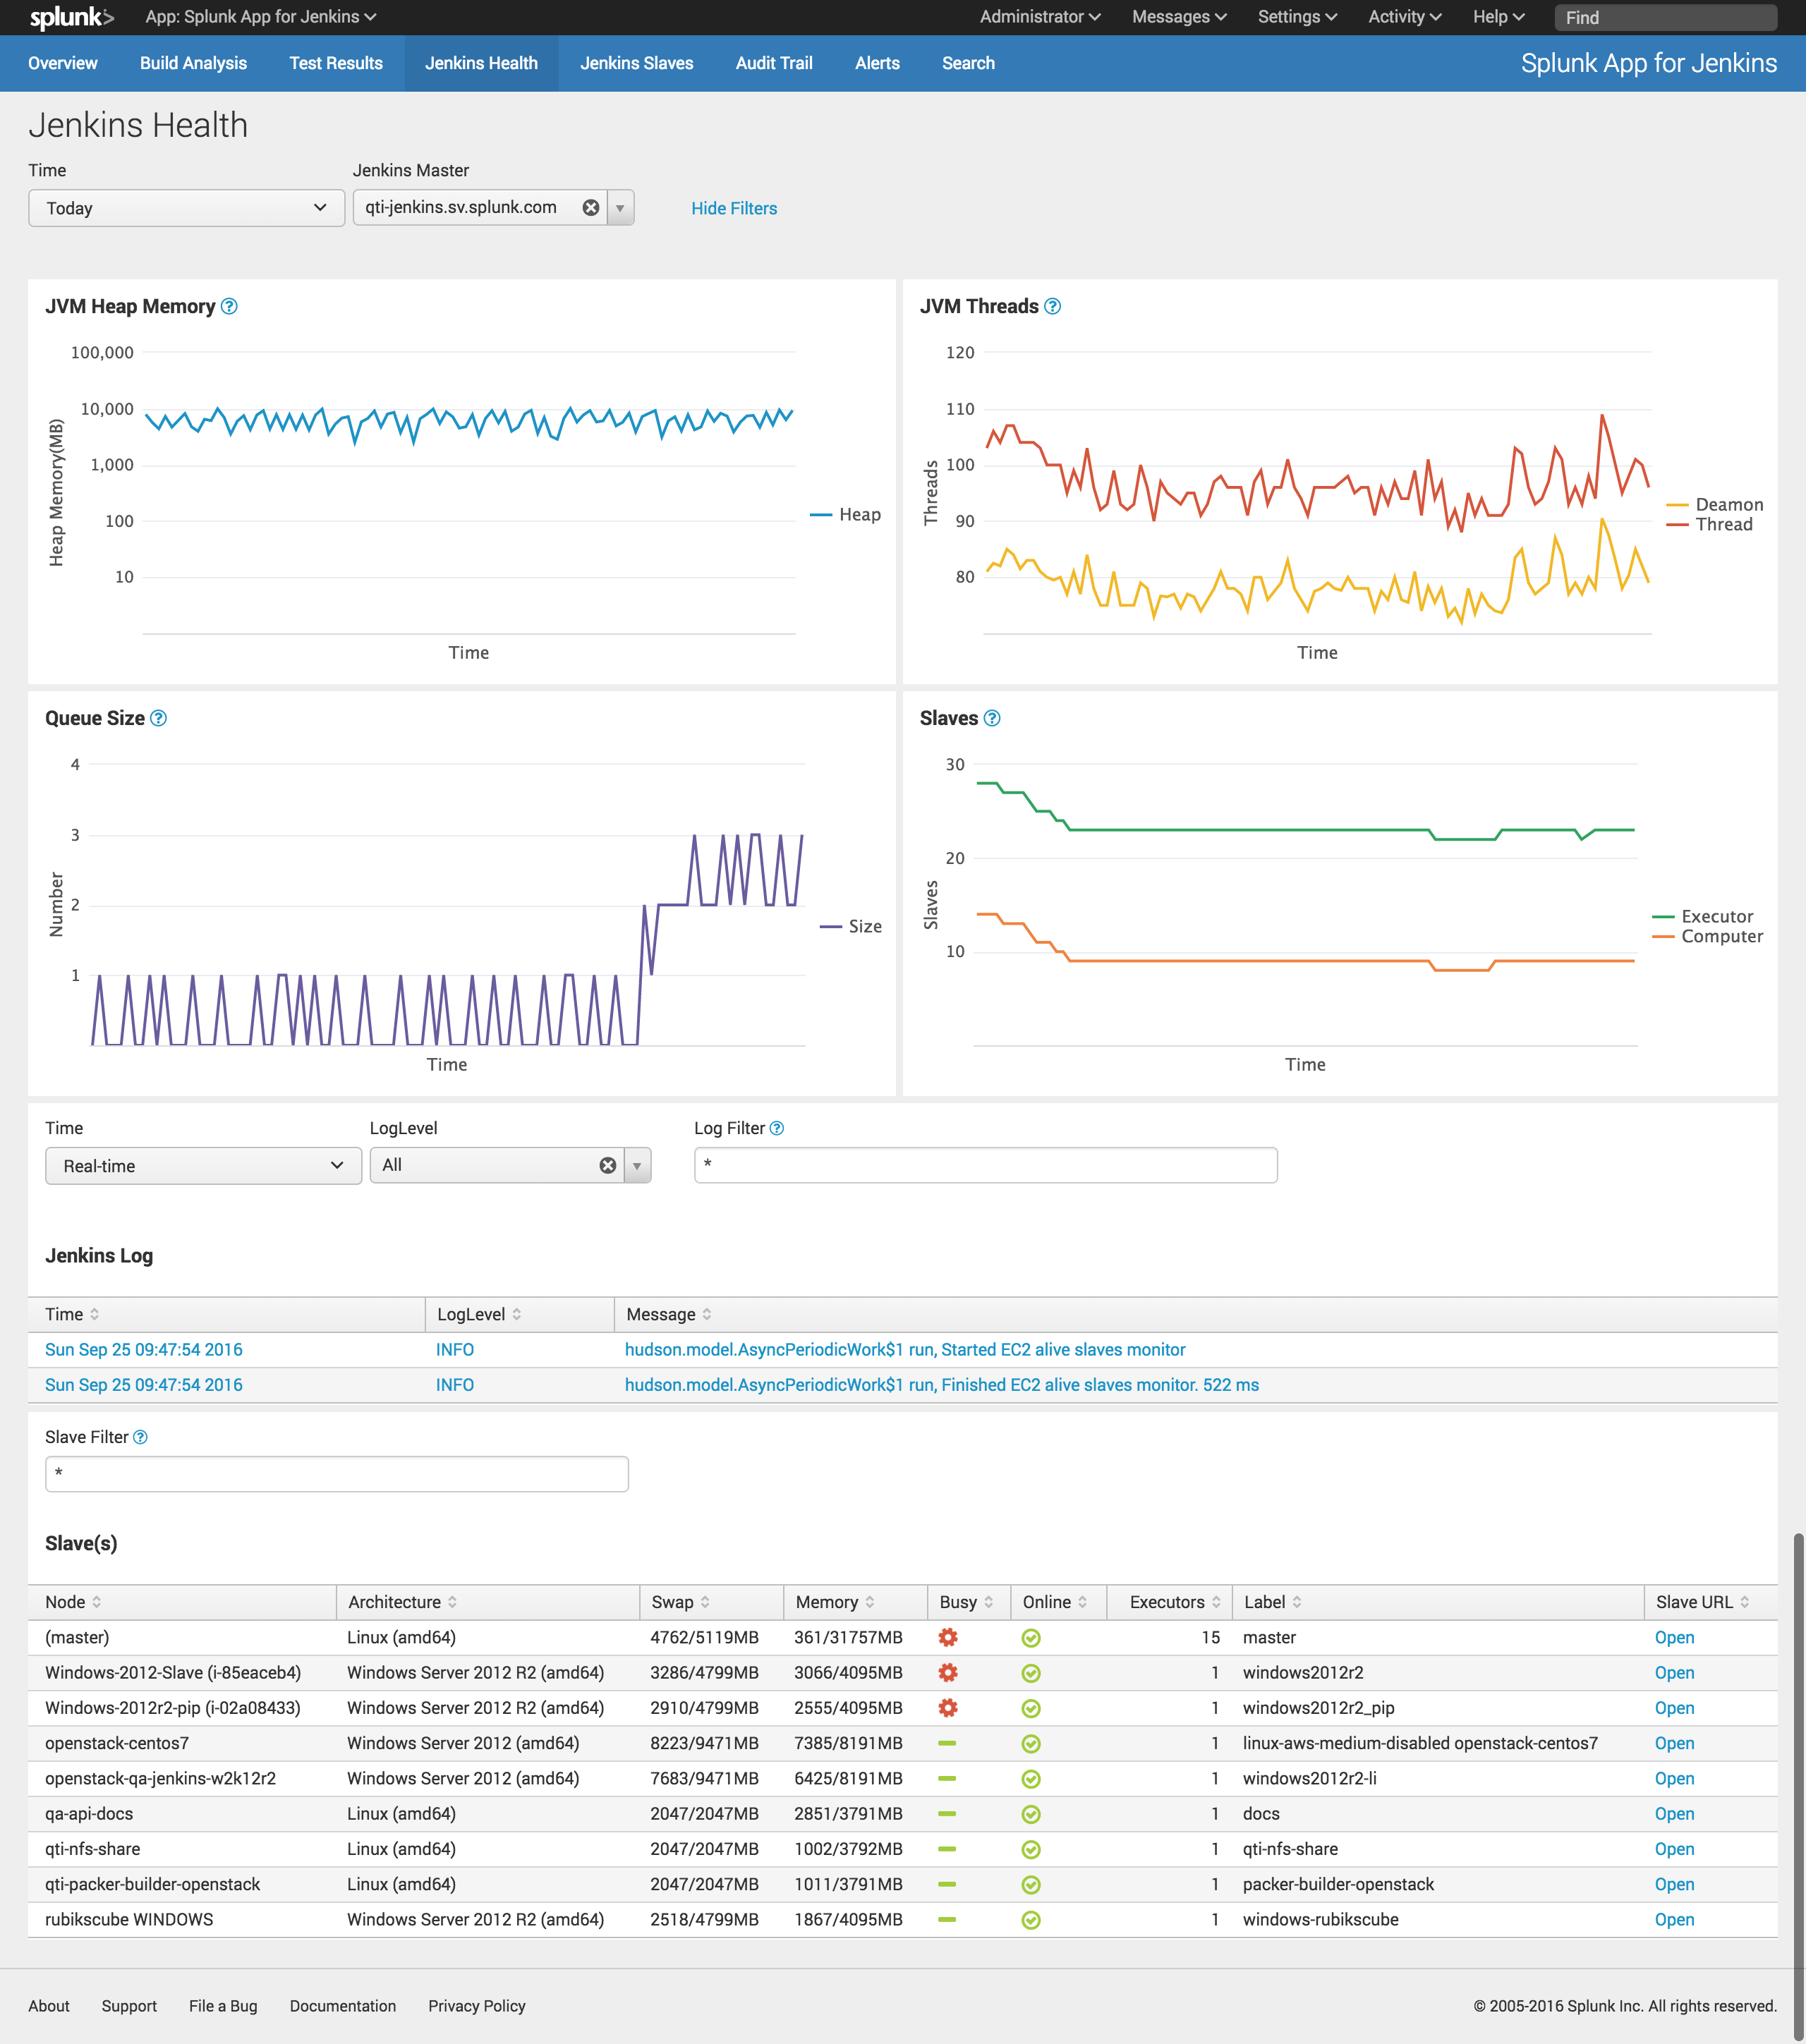 splunk> App: Splunk App for Jenkins Administrator Messages Settings Activity Help Find
Overview Build Analysis Test Results Jenkins Health Jenkins Slaves Audit Trail Alerts Search Splunk App for Jenkins
Jenkins Health
Time Jenkins Master
Today qti-jenkins.sv.splunk.com Hide Filters
JVM Heap Memory ?
100,000
10,000
1,000
100
10
Heap Memory(MB)
Heap
Time
JVM Threads ?
120
110
100
90
80
Threads
Deamon
Thread
Time
Queue Size ?
4
3
2
1
Number
Size
Time
Slaves ?
30
20
10
Slaves
Executor
Computer
Time
Time LogLevel Log Filter ?
Real-time All *
Jenkins Log
Time LogLevel Message
Sun Sep 25 09:47:54 2016 INFO hudson.model.AsyncPeriodicWork$1 run, Started EC2 alive slaves monitor
Sun Sep 25 09:47:54 2016 INFO hudson.model.AsyncPeriodicWork$1 run, Finished EC2 alive slaves monitor. 522 ms
Slave Filter ?
*
Slave(s)
Node Architecture Swap Memory Busy Online Executors Label Slave URL
(master) Linux (amd64) 4762/5119MB 361/31757MB 15 master Open
Windows-2012-Slave (i-85eaceb4) Windows Server 2012 R2 (amd64) 3286/4799MB 3066/4095MB 1 windows2012r2 Open
Windows-2012r2-pip (i-02a08433) Windows Server 2012 R2 (amd64) 2910/4799MB 2555/4095MB 1 windows2012r2_pip Open
openstack-centos7 Windows Server 2012 (amd64) 8223/9471MB 7385/8191MB 1 linux-aws-medium-disabled openstack-centos7 Open
openstack-qa-jenkins-w2k12r2 Windows Server 2012 (amd64) 7683/9471MB 6425/8191MB 1 windows2012r2-li Open
qa-api-docs Linux (amd64) 2047/2047MB 2851/3791MB 1 docs Open
qti-nfs-share Linux (amd64) 2047/2047MB 1002/3792MB 1 qti-nfs-share Open
qti-packer-builder-openstack Linux (amd64) 2047/2047MB 1011/3791MB 1 packer-builder-openstack Open
rubikscube WINDOWS Windows Server 2012 R2 (amd64) 2518/4799MB 1867/4095MB 1 windows-rubikscube Open
About Support File a Bug Documentation Privacy Policy © 2005-2016 Splunk Inc. All rights reserved.